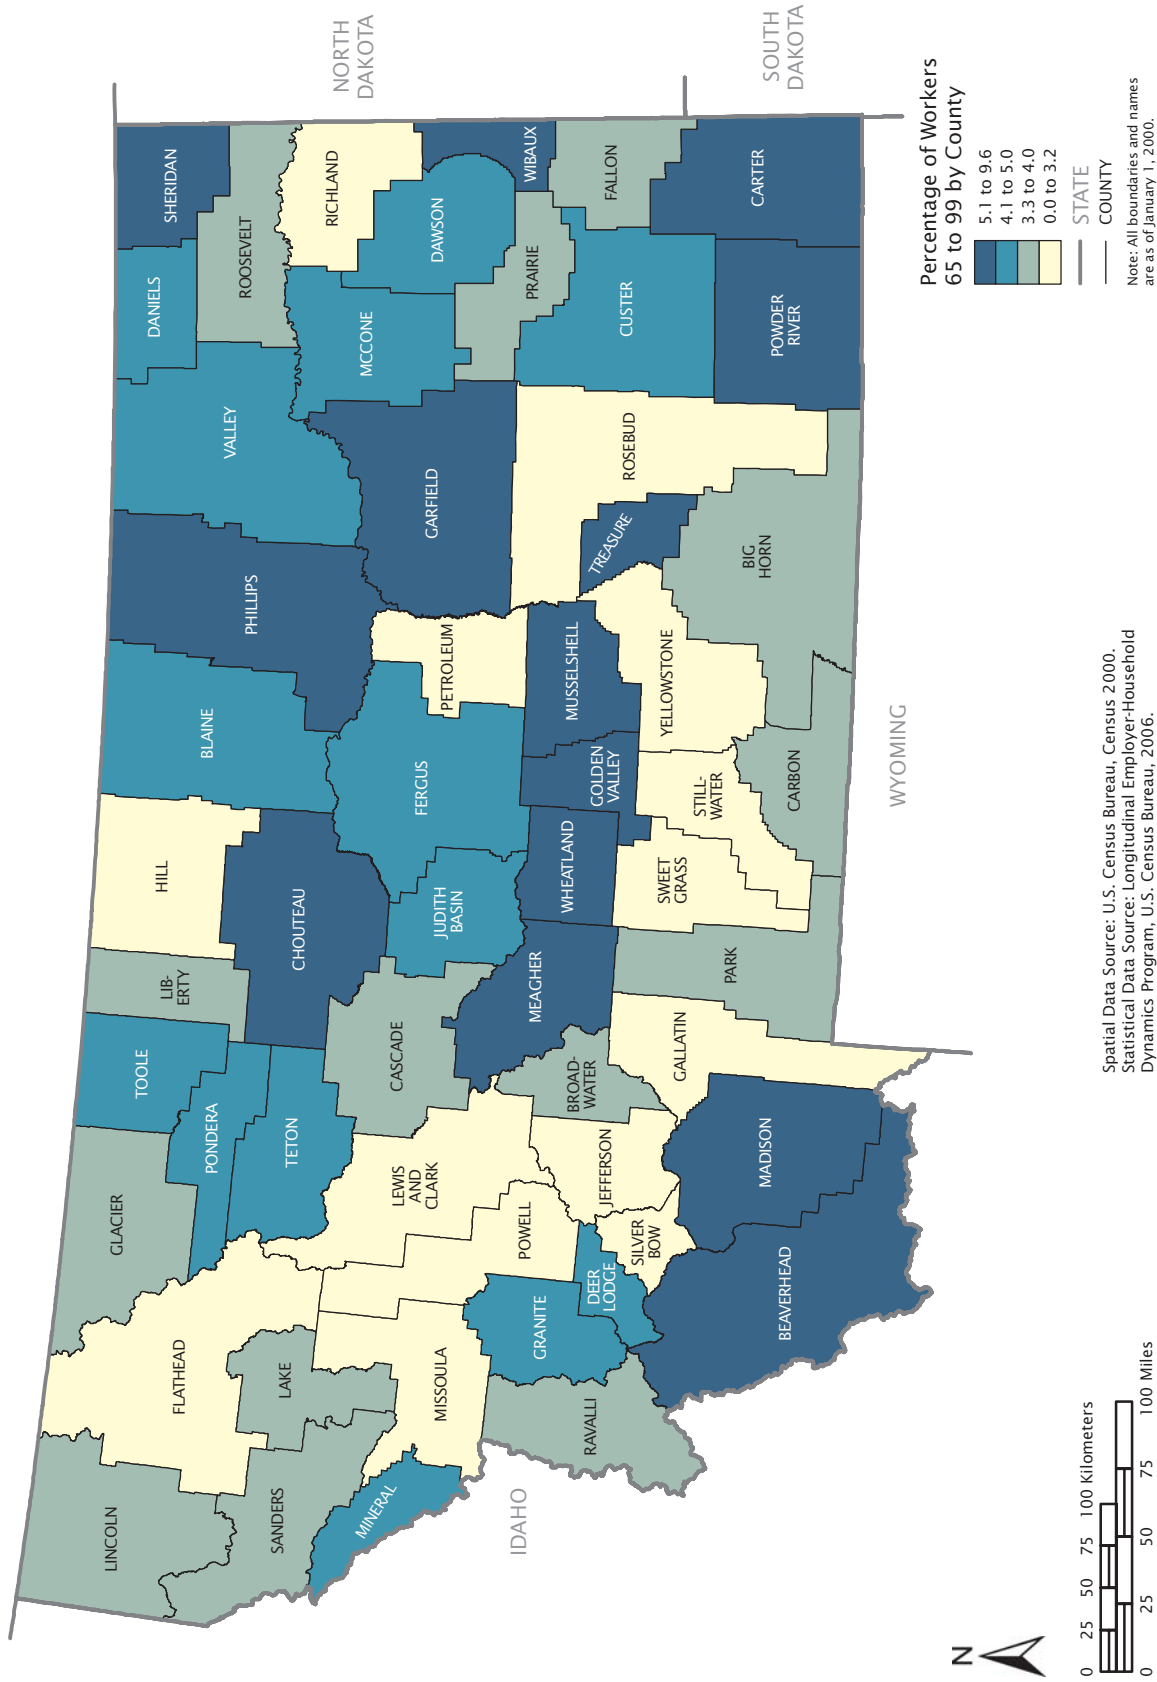 NORTH
DAKOTA
SOUTH
DAKOTA
WYOMING
IDAHO
LINCOLN
FLATHEAD
GLACIER
TOOLE
LIB-
ERTY
HILL
BLAINE
PHILLIPS
VALLEY
DANIELS
SHERIDAN
ROOSEVELT
PONDERA
TETON
CHOUTEAU
SANDERS
LAKE
MINERAL
MISSOULA
POWELL
LEWIS
AND
CLARK
CASCADE
JUDITH
BASIN
FERGUS
PETROLEUM
GARFIELD
MCCONE
RICHLAND
DAWSON
WIBAUX
PRAIRIE
FALLON
CUSTER
ROSEBUD
TREASURE
MUSSELSHELL
GOLDEN
VALLEY
WHEATLAND
MEAGHER
BROAD-
WATER
JEFFERSON
GRANITE
DEER
LODGE
SILVER
BOW
RAVALLI
BEAVERHEAD
MADISON
GALLATIN
PARK
SWEET
GRASS
STILL-
WATER
YELLOWSTONE
CARBON
BIG
HORN
POWDER
RIVER
CARTER
Percentage of Workers
65 to 99 by County
5.1 to 9.6
4.1 to 5.0
3.3 to 4.0
0.0 to 3.2
STATE
COUNTY
Note: All boundaries and names
are as of January 1, 2000.
N
0 25 50 75 100 Kilometers
0 25 50 75 100 Miles
Spatial Data Source: U.S. Census Bureau, Census 2000.
Statistical Data Source: Longitudinal Employer-Household
Dynamics Program, U.S. Census Bureau, 2006.